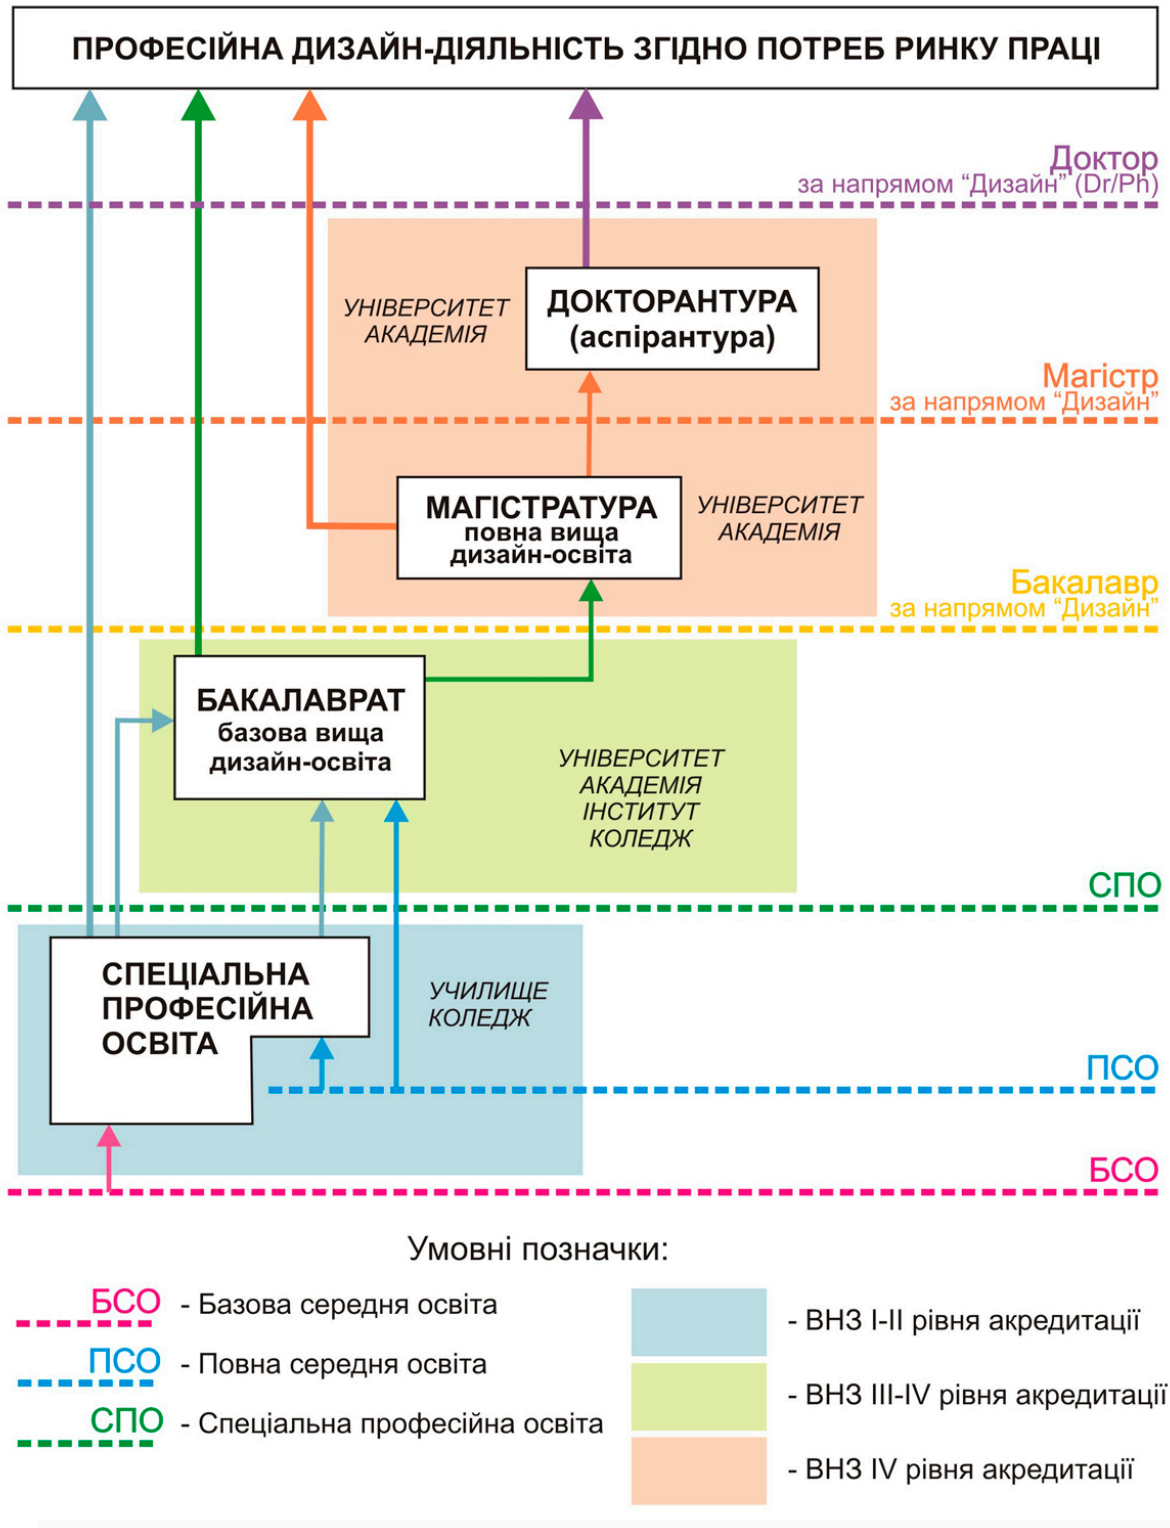 ПРОФЕСІЙНА ДИЗАЙН-ДІЯЛЬНІСТЬ ЗГІДНО ПОТРЕБ РИНКУ ПРАЦІ
Доктор
за напрямом “Дизайн” (Dr/Ph)
УНІВЕРСИТЕТ
АКАДЕМІЯ
ДОКТОРАНТУРА
(аспірантура)
Магістр
за напрямом “Дизайн”
МАГІСТРАТУРА
повна вища
дизайн-освіта
УНІВЕРСИТЕТ
АКАДЕМІЯ
Бакалавр
за напрямом “Дизайн”
БАКАЛАВРАТ
базова вища
дизайн-освіта
УНІВЕРСИТЕТ
АКАДЕМІЯ
ІНСТИТУТ
КОЛЕДЖ
СПО
СПЕЦІАЛЬНА
ПРОФЕСІЙНА
ОСВІТА
УЧИЛИЩЕ
КОЛЕДЖ
ПСО
БСО
Умовні позначки:
БСО - Базова середня освіта
ПСО - Повна середня освіта
СПО - Спеціальна професійна освіта
- ВНЗ І-ІІ рівня акредитації
- ВНЗ ІІІ-IV рівня акредитації
- ВНЗ IV рівня акредитації